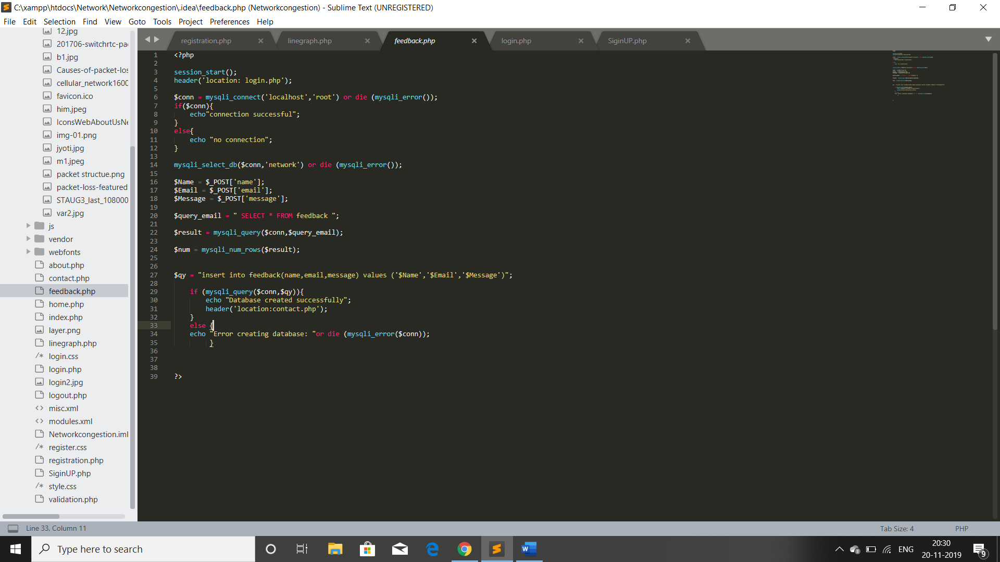 C:\xampp\htdocs\Network\Networkcongestion\.idea\feedback.php (Networkcongestion) - Sublime Text (UNREGISTERED)
File Edit Selection Find View Goto Tools Project Preferences Help
12.jpg
201706-switchrtc-pa
b1.jpg
Causes-of-packet-los
cellular_network1600
favicon.ico
him.jpeg
IconsWebAboutUsNe
img-01.png
jyoti.jpg
m1.jpeg
packet structue.png
packet-loss-featured
STAUG3_last_108000
var2.jpg
js
vendor
webfonts
about.php
contact.php
feedback.php
home.php
index.php
layer.png
linegraph.php
/* login.css
login.php
login2.jpg
logout.php
<> misc.xml
<> modules.xml
Networkcongestion.iml
/* register.css
registration.php
SiginUP.php
/* style.css
validation.php
registration.php linegraph.php feedback.php login.php SiginUP.php
1 <?php
2
3 session_start();
4 header('location: login.php');
5
6 $conn = mysqli_connect('localhost','root') or die (mysqli_error());
7 if($conn){
8     echo"connection successful";
9 }
10 else{
11     echo "no connection";
12 }
13
14 mysqli_select_db($conn,'network') or die (mysqli_error());
15
16 $Name = $_POST['name'];
17 $Email = $_POST['email'];
18 $Message = $_POST['message'];
19
20 $query_email = " SELECT * FROM feedback ";
21
22 $result = mysqli_query($conn,$query_email);
23
24 $num = mysqli_num_rows($result);
25
26
27 $qy = "insert into feedback(name,email,message) values ('$Name','$Email','$Message')";
28
29     if (mysqli_query($conn,$qy)){
30         echo "Database created successfully";
31         header('location:contact.php');
32     }
33     else {
34     echo "Error creating database: "or die (mysqli_error($conn));
35          }
36
37
38
39 ?>
Line 33, Column 11
Tab Size: 4 PHP
Type here to search
ENG
20:30
20-11-2019
9